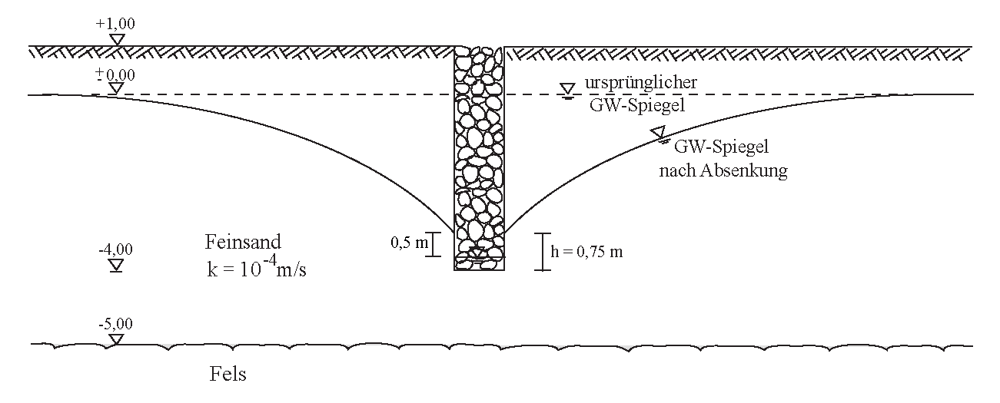 +1,00
±0,00
ursprünglicher
GW-Spiegel
GW-Spiegel
nach Absenkung
0,5 m
h = 0,75 m
Feinsand
k = 10⁻⁴m/s
-4,00
-5,00
Fels